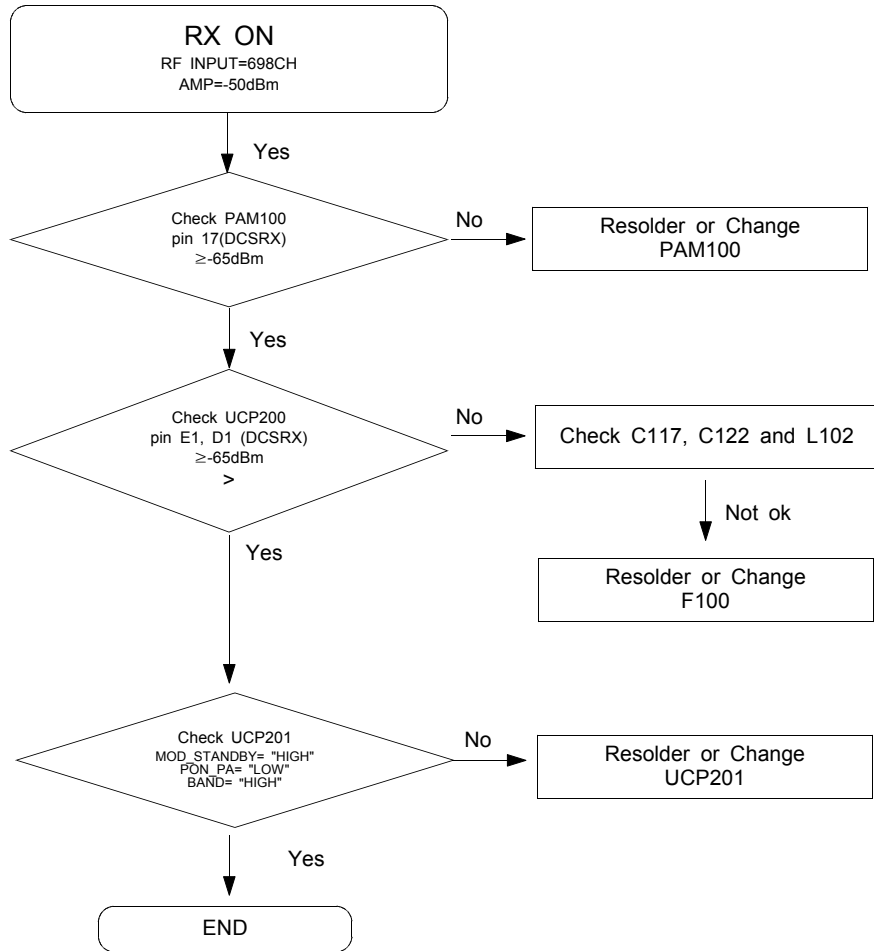 RX ON
RF INPUT=698CH
AMP=-50dBm
Yes
Check PAM100
pin 17(DCSRX)
≥-65dBm
No
Resolder or Change
PAM100
Yes
Check UCP200
pin E1, D1 (DCSRX)
≥-65dBm
>
No
Check C117, C122 and L102
Not ok
Resolder or Change
F100
Yes
Check UCP201
MOD_STANDBY= "HIGH"
PON_PA= "LOW"
BAND= "HIGH"
No
Resolder or Change
UCP201
Yes
END